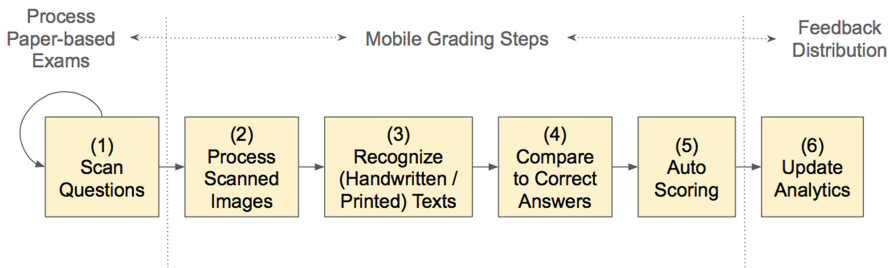 Process
Paper-based
Exams
Mobile Grading Steps
Feedback
Distribution
(1)
Scan
Questions
(2)
Process
Scanned
Images
(3)
Recognize
(Handwritten /
Printed) Texts
(4)
Compare
to Correct
Answers
(5)
Auto
Scoring
(6)
Update
Analytics